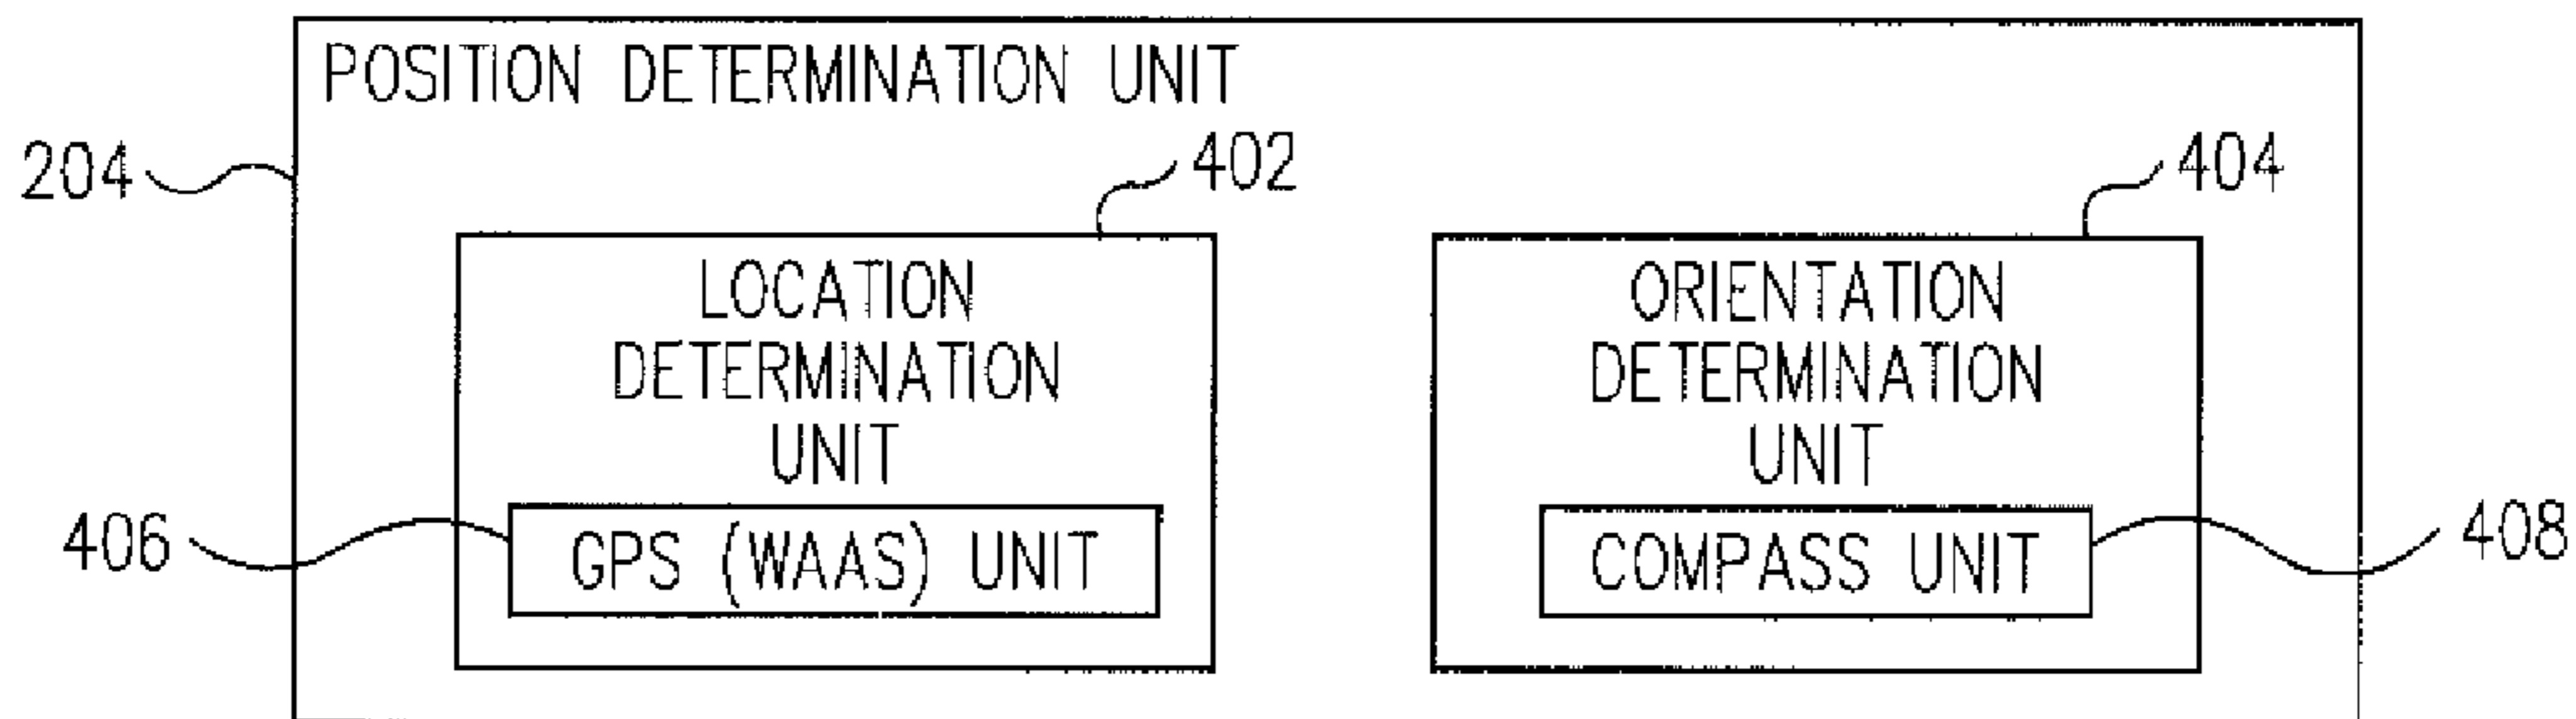 POSITION DETERMINATION UNIT
204
402
404
LOCATION
DETERMINATION
UNIT
ORIENTATION
DETERMINATION
UNIT
406
GPS (WAAS) UNIT
COMPASS UNIT
408